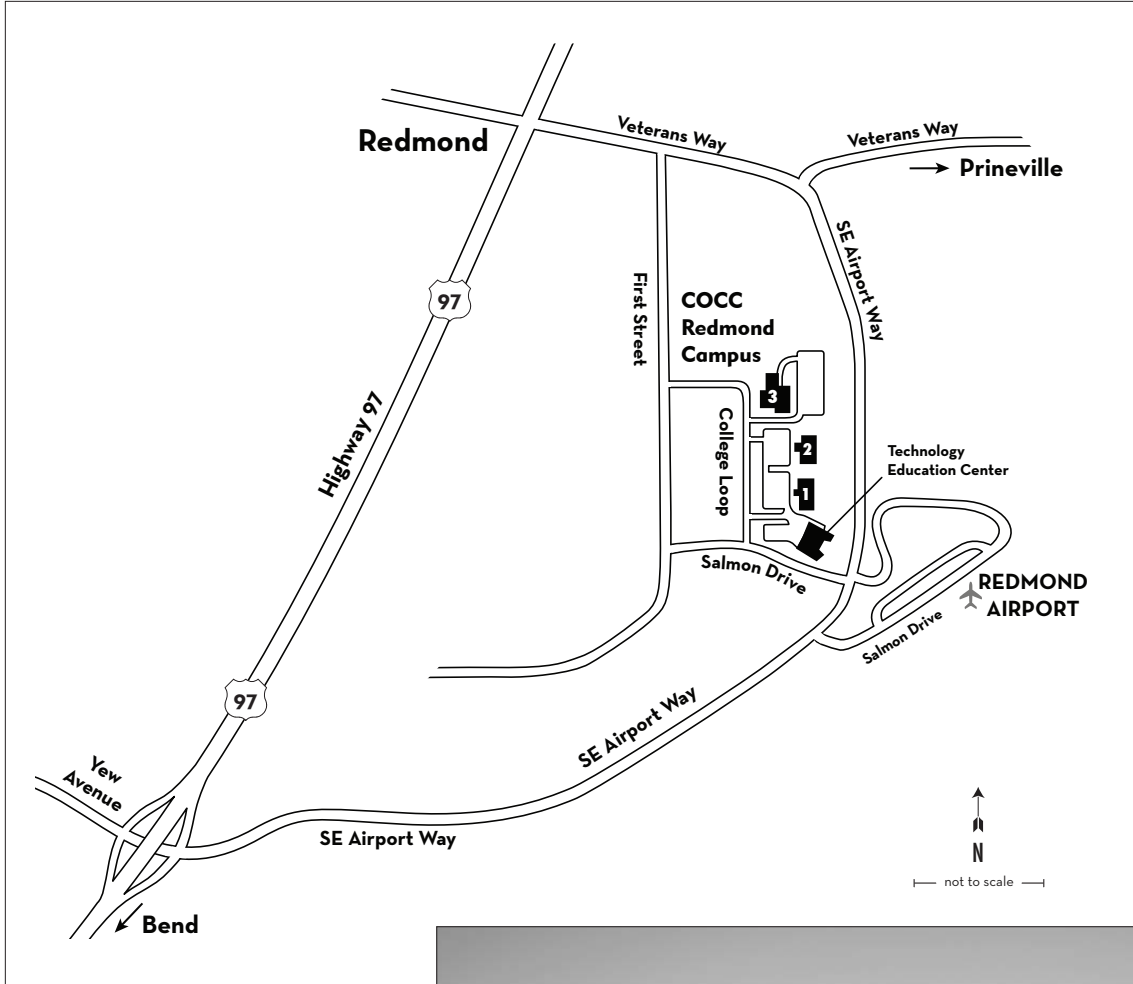 Redmond
Veterans Way
Veterans Way
Prineville
SE Airport Way
97
First Street
COCC
Redmond
Campus
3
Highway 97
College Loop
2
Technology
Education Center
1
Salmon Drive
REDMOND
AIRPORT
Salmon Drive
97
SE Airport Way
Yew
Avenue
SE Airport Way
N
not to scale
Bend